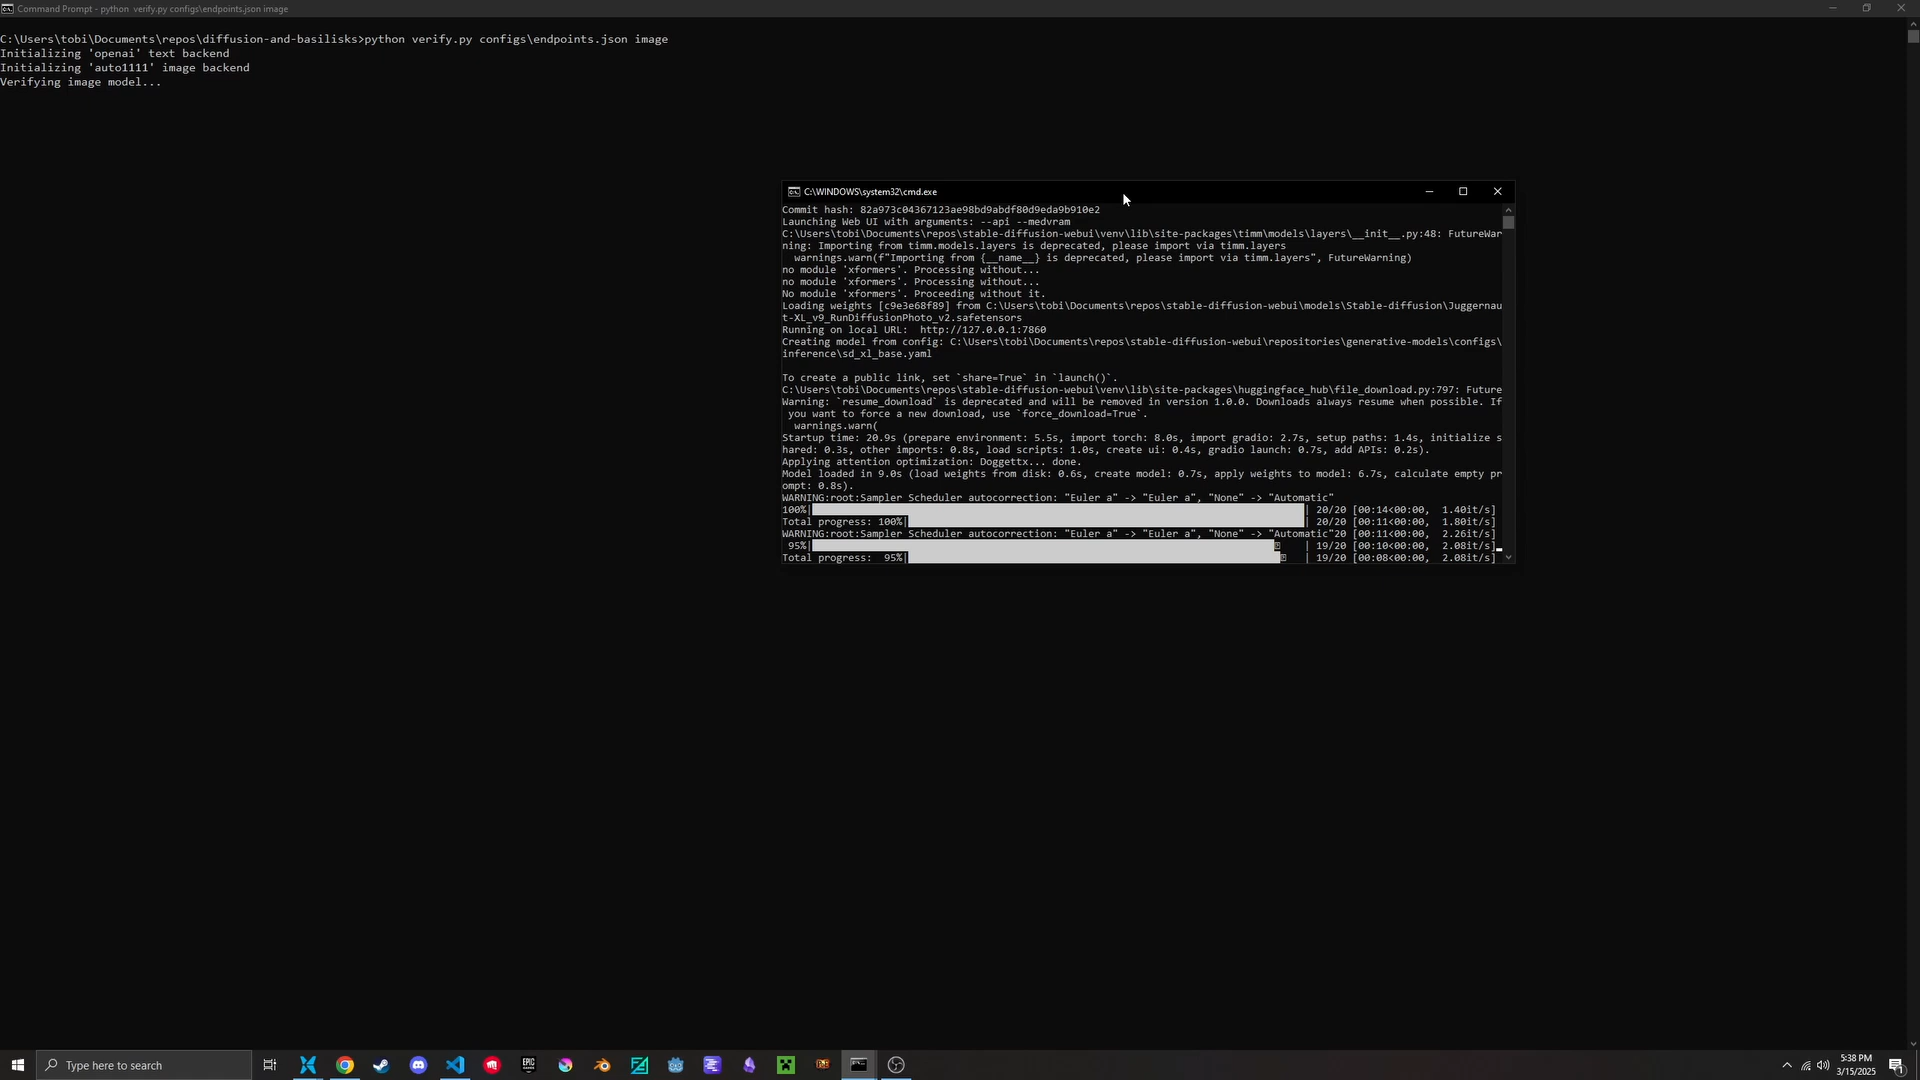 Command Prompt - python  verify.py configs\endpoints.json image
C:\Users\tobi\Documents\repos\diffusion-and-basilisks>python verify.py configs\endpoints.json image
Initializing 'openai' text backend
Initializing 'auto1111' image backend
Verifying image model...
C:\WINDOWS\system32\cmd.exe
Commit hash: 82a973c04367123ae98bd9abdf80d9eda9b910e2
Launching Web UI with arguments: --api --medvram
C:\Users\tobi\Documents\repos\stable-diffusion-webui\venv\lib\site-packages\timm\models\layers\__init__.py:48: FutureWar
ning: Importing from timm.models.layers is deprecated, please import via timm.layers
  warnings.warn(f"Importing from {__name__} is deprecated, please import via timm.layers", FutureWarning)
no module 'xformers'. Processing without...
no module 'xformers'. Processing without...
No module 'xformers'. Proceeding without it.
Loading weights [c9e3e68f89] from C:\Users\tobi\Documents\repos\stable-diffusion-webui\models\Stable-diffusion\Juggernau
t-XL_v9_RunDiffusionPhoto_v2.safetensors
Running on local URL:  http://127.0.0.1:7860
Creating model from config: C:\Users\tobi\Documents\repos\stable-diffusion-webui\repositories\generative-models\configs\
inference\sd_xl_base.yaml
To create a public link, set `share=True` in `launch()`.
C:\Users\tobi\Documents\repos\stable-diffusion-webui\venv\lib\site-packages\huggingface_hub\file_download.py:797: Future
Warning: `resume_download` is deprecated and will be removed in version 1.0.0. Downloads always resume when possible. If
 you want to force a new download, use `force_download=True`.
  warnings.warn(
Startup time: 20.9s (prepare environment: 5.5s, import torch: 8.0s, import gradio: 2.7s, setup paths: 1.4s, initialize s
hared: 0.3s, other imports: 0.8s, load scripts: 1.0s, create ui: 0.4s, gradio launch: 0.7s, add APIs: 0.2s).
Applying attention optimization: Doggettx... done.
Model loaded in 9.0s (load weights from disk: 0.6s, create model: 0.7s, apply weights to model: 6.7s, calculate empty pr
ompt: 0.8s).
WARNING:root:Sampler Scheduler autocorrection: "Euler a" -> "Euler a", "None" -> "Automatic"
100%| | 20/20 [00:14<00:00,  1.40it/s]
Total progress: 100%| | 20/20 [00:11<00:00,  1.80it/s]
WARNING:root:Sampler Scheduler autocorrection: "Euler a" -> "Euler a", "None" -> "Automatic"20 [00:11<00:00,  2.26it/s]
 95%| | 19/20 [00:10<00:00,  2.08it/s]
Total progress:  95%| | 19/20 [00:08<00:00,  2.08it/s]
Type here to search
EPIC
5:38 PM
3/15/2025